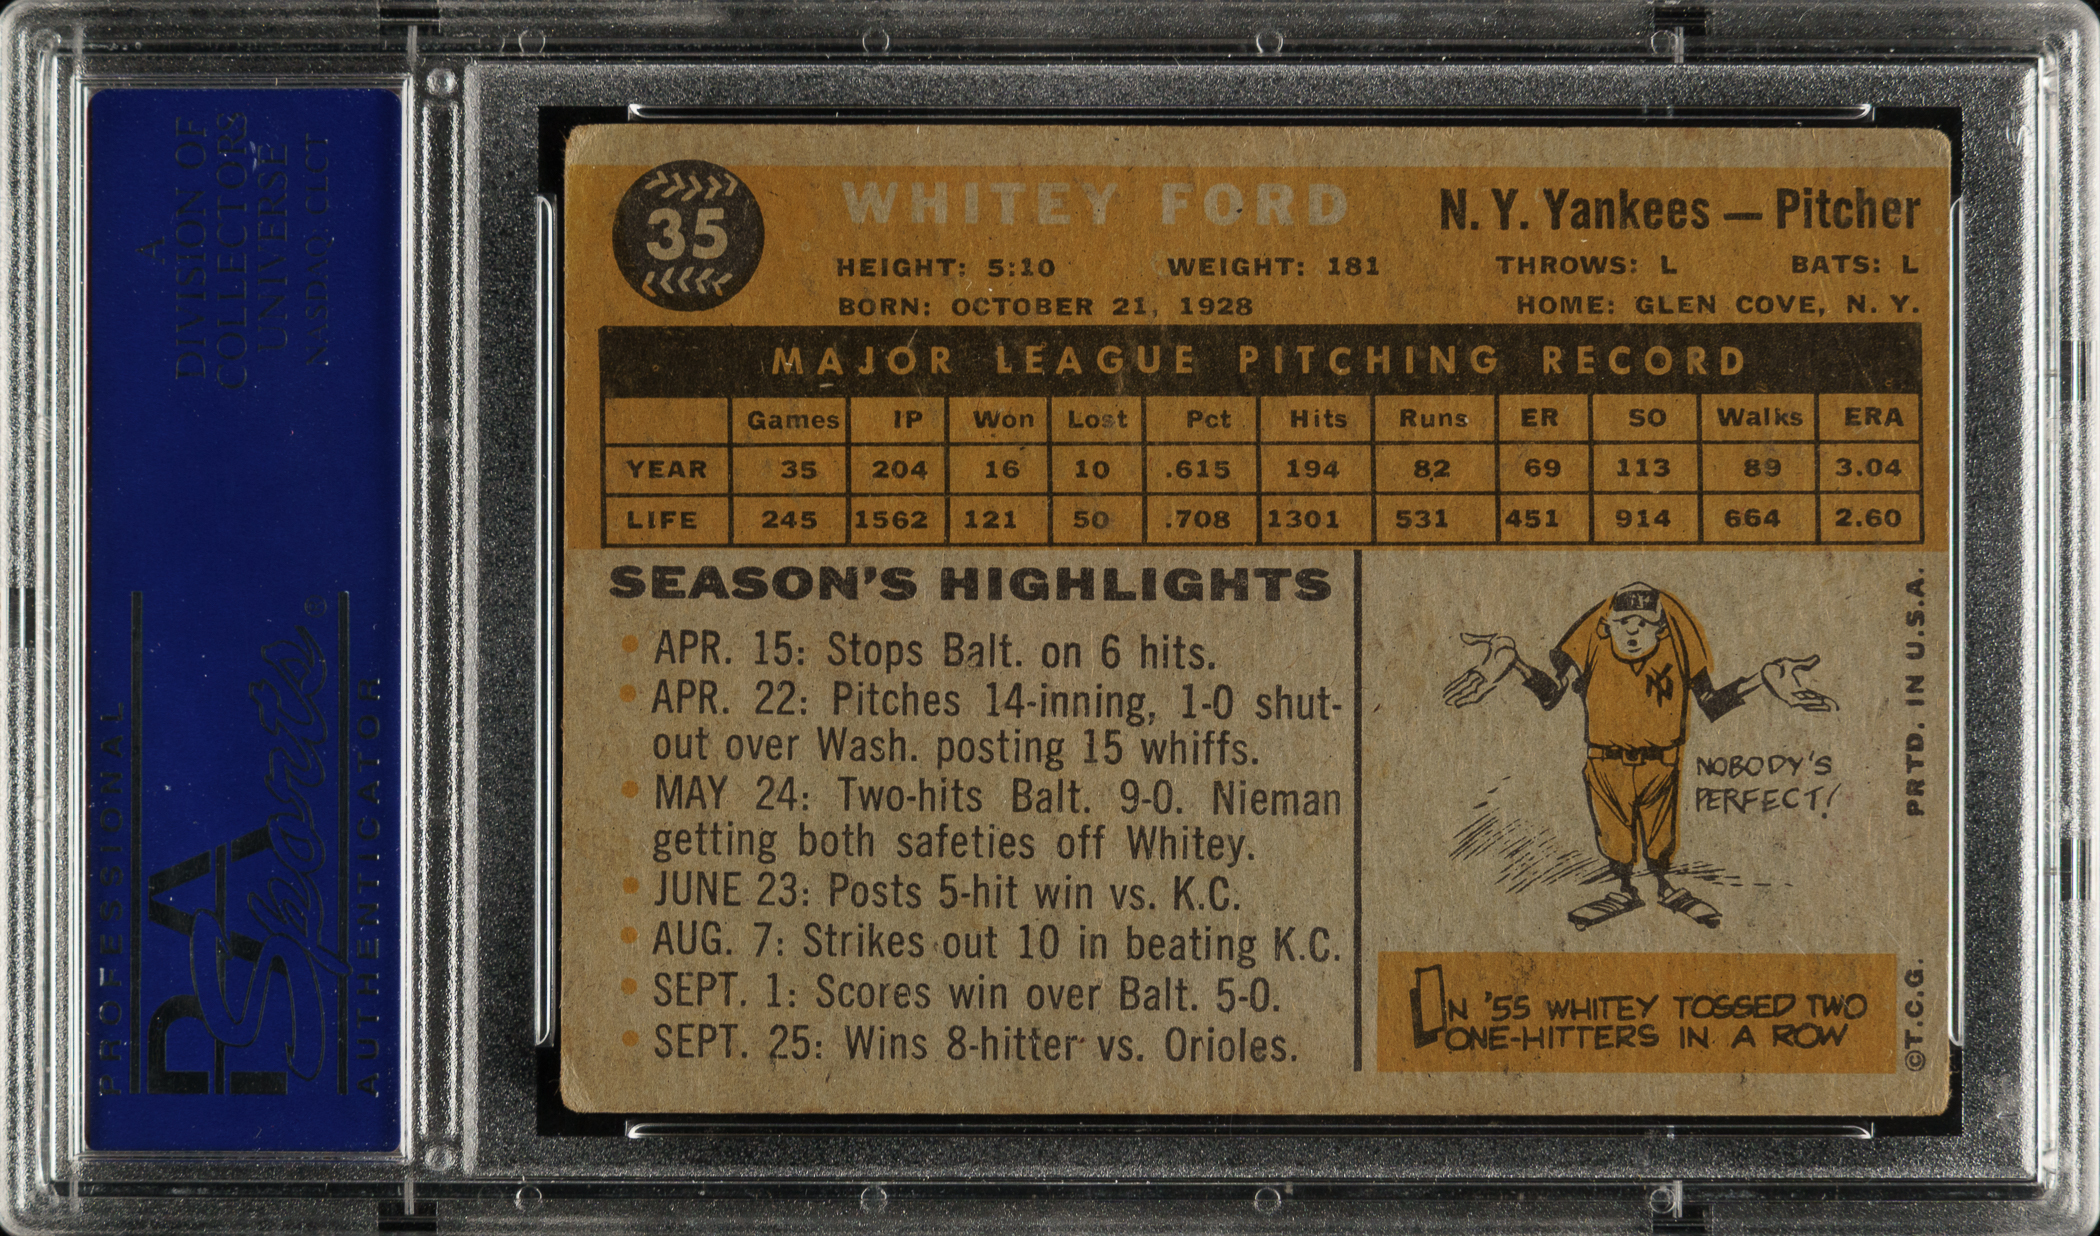 A
DIVISION OF
COLLECTORS
UNIVERSE
NASDAQ: CLCT
PROFESSIONAL
PSA
Sports®
AUTHENTICATOR
35
WHITEY FORD
N. Y. Yankees — Pitcher
HEIGHT: 5:10 WEIGHT: 181 THROWS: L BATS: L
BORN: OCTOBER 21, 1928 HOME: GLEN COVE, N. Y.
MAJOR LEAGUE PITCHING RECORD
Games IP Won Lost Pct Hits Runs ER SO Walks ERA
YEAR 35 204 16 10 .615 194 82 69 113 89 3.04
LIFE 245 1562 121 50 .708 1301 531 451 914 664 2.60
SEASON'S HIGHLIGHTS
• APR. 15: Stops Balt. on 6 hits.
• APR. 22: Pitches 14-inning, 1-0 shut-
out over Wash. posting 15 whiffs.
• MAY 24: Two-hits Balt. 9-0. Nieman
getting both safeties off Whitey.
• JUNE 23: Posts 5-hit win vs. K.C.
• AUG. 7: Strikes out 10 in beating K.C.
• SEPT. 1: Scores win over Balt. 5-0.
• SEPT. 25: Wins 8-hitter vs. Orioles.
NY
NOBODY'S
PERFECT!
IN '55 WHITEY TOSSED TWO
ONE-HITTERS IN A ROW
©T.C.G. PRTD. IN U.S.A.